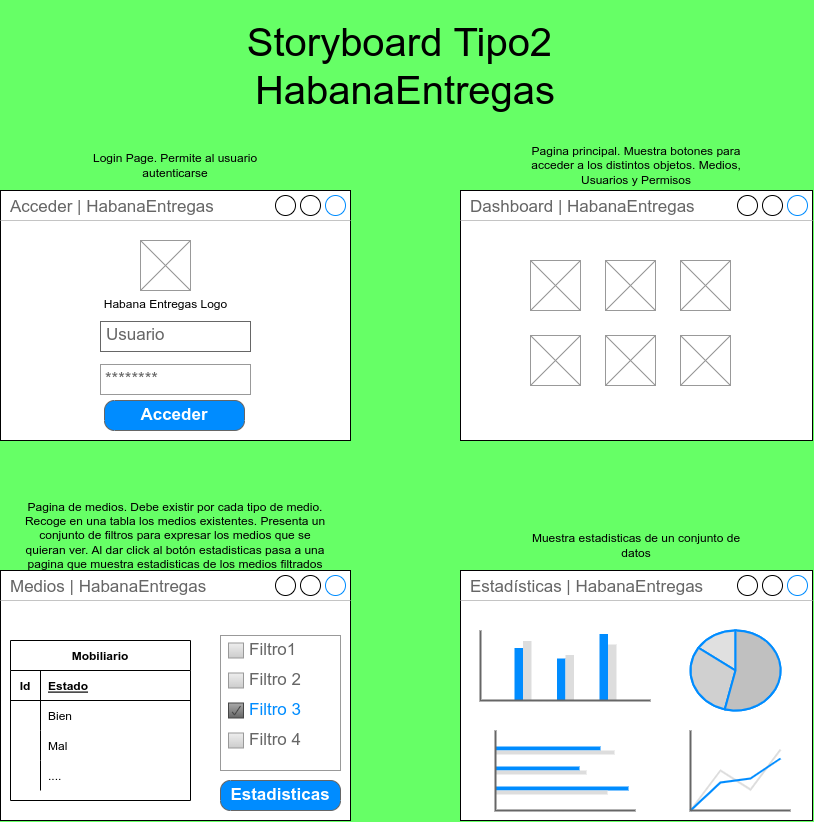 Storyboard Tipo2
HabanaEntregas
Login Page. Permite al usuario
autenticarse
Pagina principal. Muestra botones para
acceder a los distintos objetos. Medios,
Usuarios y Permisos
Acceder | HabanaEntregas
Habana Entregas Logo
Usuario
********
Acceder
Dashboard | HabanaEntregas
Pagina de medios. Debe existir por cada tipo de medio.
Recoge en una tabla los medios existentes. Presenta un
conjunto de filtros para expresar los medios que se
quieran ver. Al dar click al botón estadisticas pasa a una
pagina que muestra estadisticas de los medios filtrados
Muestra estadisticas de un conjunto de
datos
Medios | HabanaEntregas
Mobiliario
Id Estado
Bien
Mal
....
Filtro1
Filtro 2
Filtro 3
Filtro 4
Estadisticas
Estadísticas | HabanaEntregas